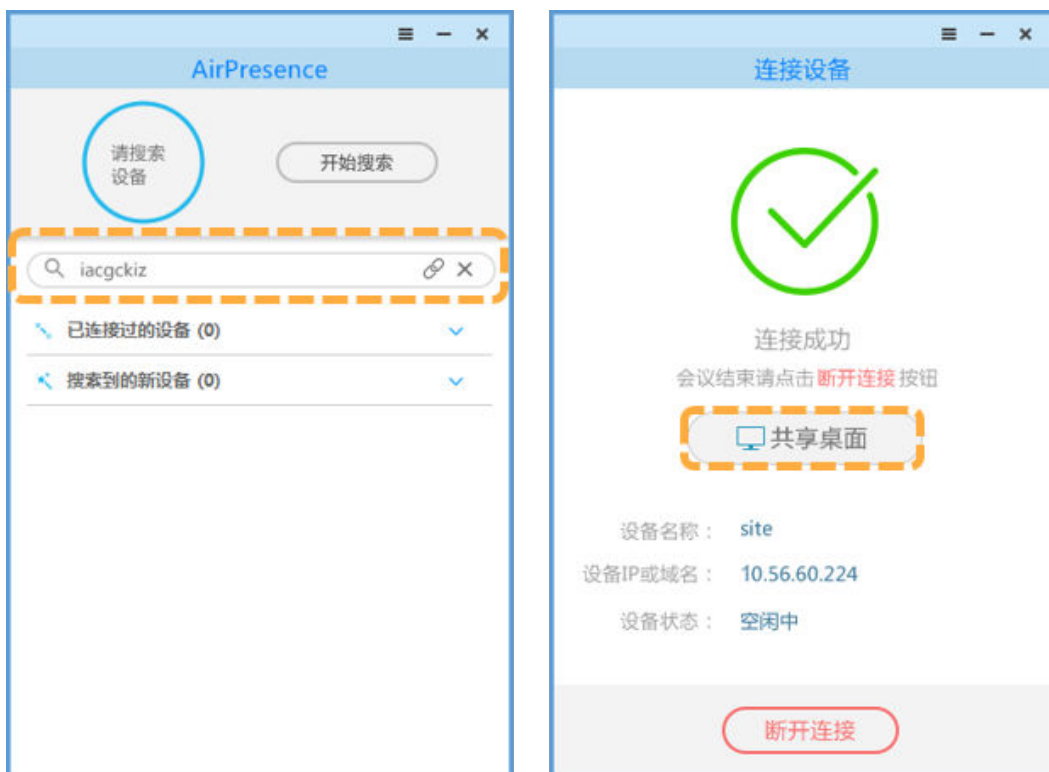 AirPresence
请搜索
设备
开始搜索
iacgckiz
已连接过的设备 (0)
搜索到的新设备 (0)
连接设备
连接成功
会议结束请点击 断开连接 按钮
共享桌面
设备名称： site
设备IP或域名： 10.56.60.224
设备状态： 空闲中
断开连接